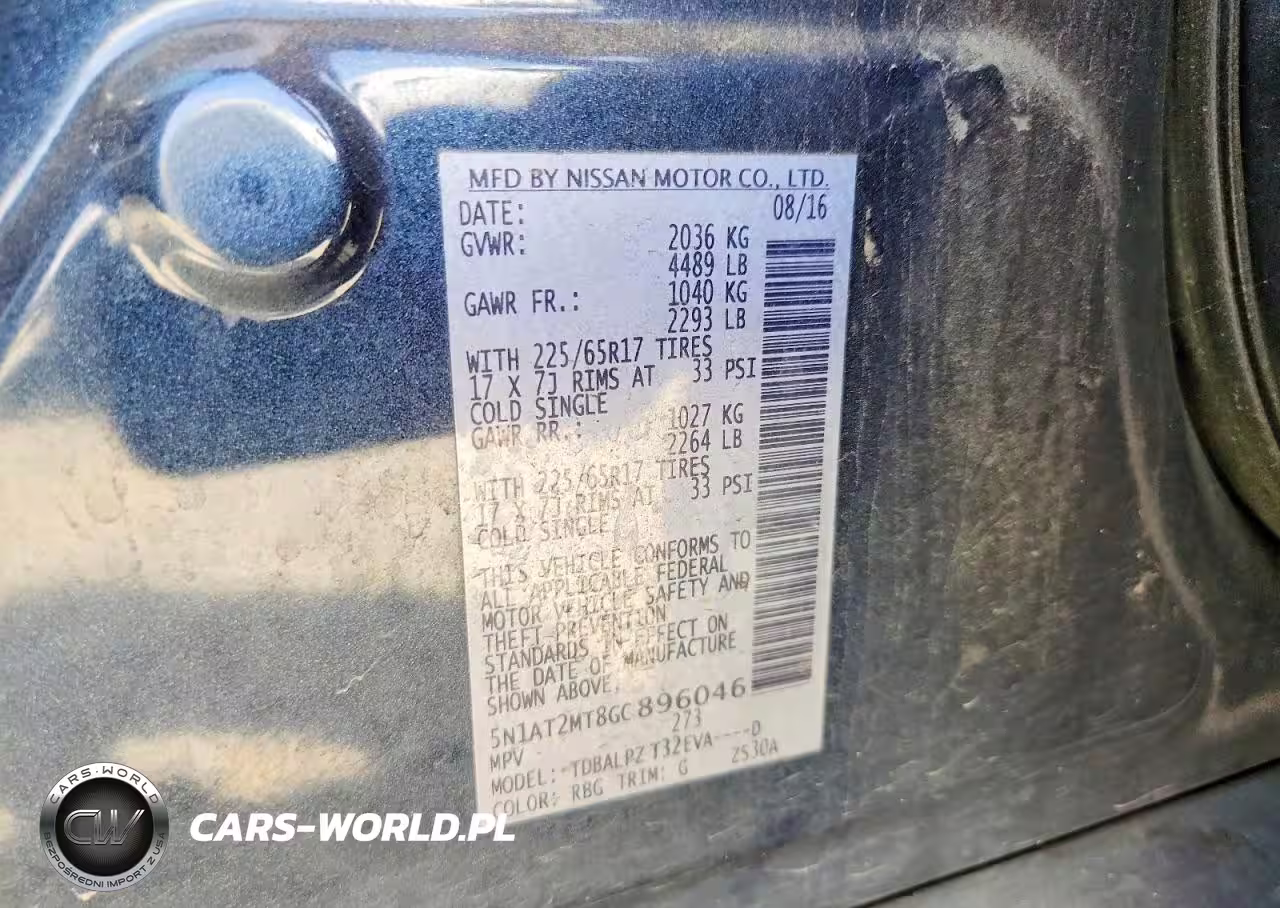 MFD BY NISSAN MOTOR CO., LTD.
DATE: 08/16
GVWR: 2036 KG
4489 LB
GAWR FR.: 1040 KG
2293 LB
WITH 225/65R17 TIRES
17 X 7J RIMS AT 33 PSI
COLD SINGLE
GAWR RR.: 1027 KG
2264 LB
WITH 225/65R17 TIRES
17 X 7J RIMS AT 33 PSI
COLD SINGLE
THIS VEHICLE CONFORMS TO
ALL APPLICABLE FEDERAL
MOTOR VEHICLE SAFETY AND
THEFT PREVENTION
STANDARDS IN EFFECT ON
THE DATE OF MANUFACTURE
SHOWN ABOVE.
5N1AT2MT8GC896046
MPV 273
MODEL: TDBALPZ T32EVA----D
COLOR: RBG TRIM: G 2S30A
CARS-WORLD
CW
BEZPOŚREDNI IMPORT Z USA
CARS-WORLD.PL